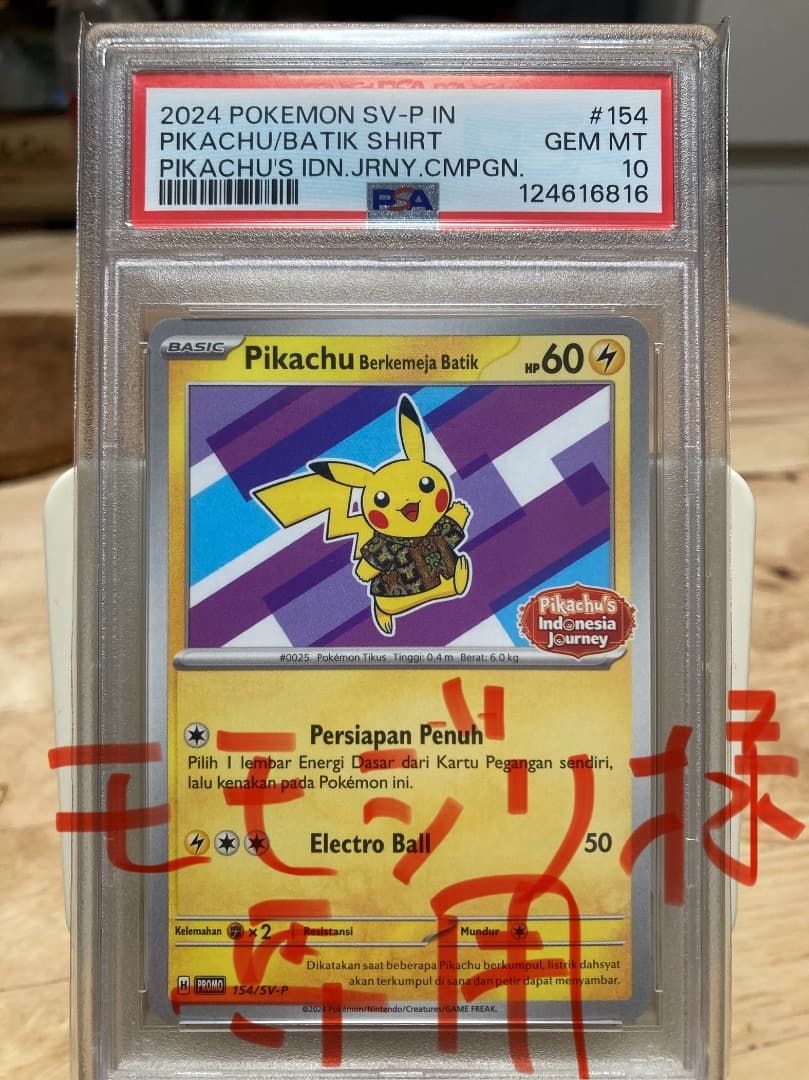 2024 POKEMON SV-P IN #154
PIKACHU/BATIK SHIRT GEM MT
PIKACHU'S IDN.JRNY.CMPGN. 10
PSA 124616816
BASIC Pikachu Berkemeja Batik HP 60
Pikachu's
Indonesia
Journey
#0025 Pokémon Tikus Tinggi: 0.4 m Berat: 6.0 kg
Persiapan Penuh
Pilih 1 lembar Energi Dasar dari Kartu Pegangan sendiri,
lalu kenakan pada Pokémon ini.
モモジリ様
Electro Ball 50
専用
Kelemahan ×2 Resistansi Mundur
Dikatakan saat beberapa Pikachu berkumpul, listrik dahsyat
akan terkumpul di sana dan petir dapat menyambar.
H PROMO 154/SV-P
©2024 Pokémon/Nintendo/Creatures/GAME FREAK.